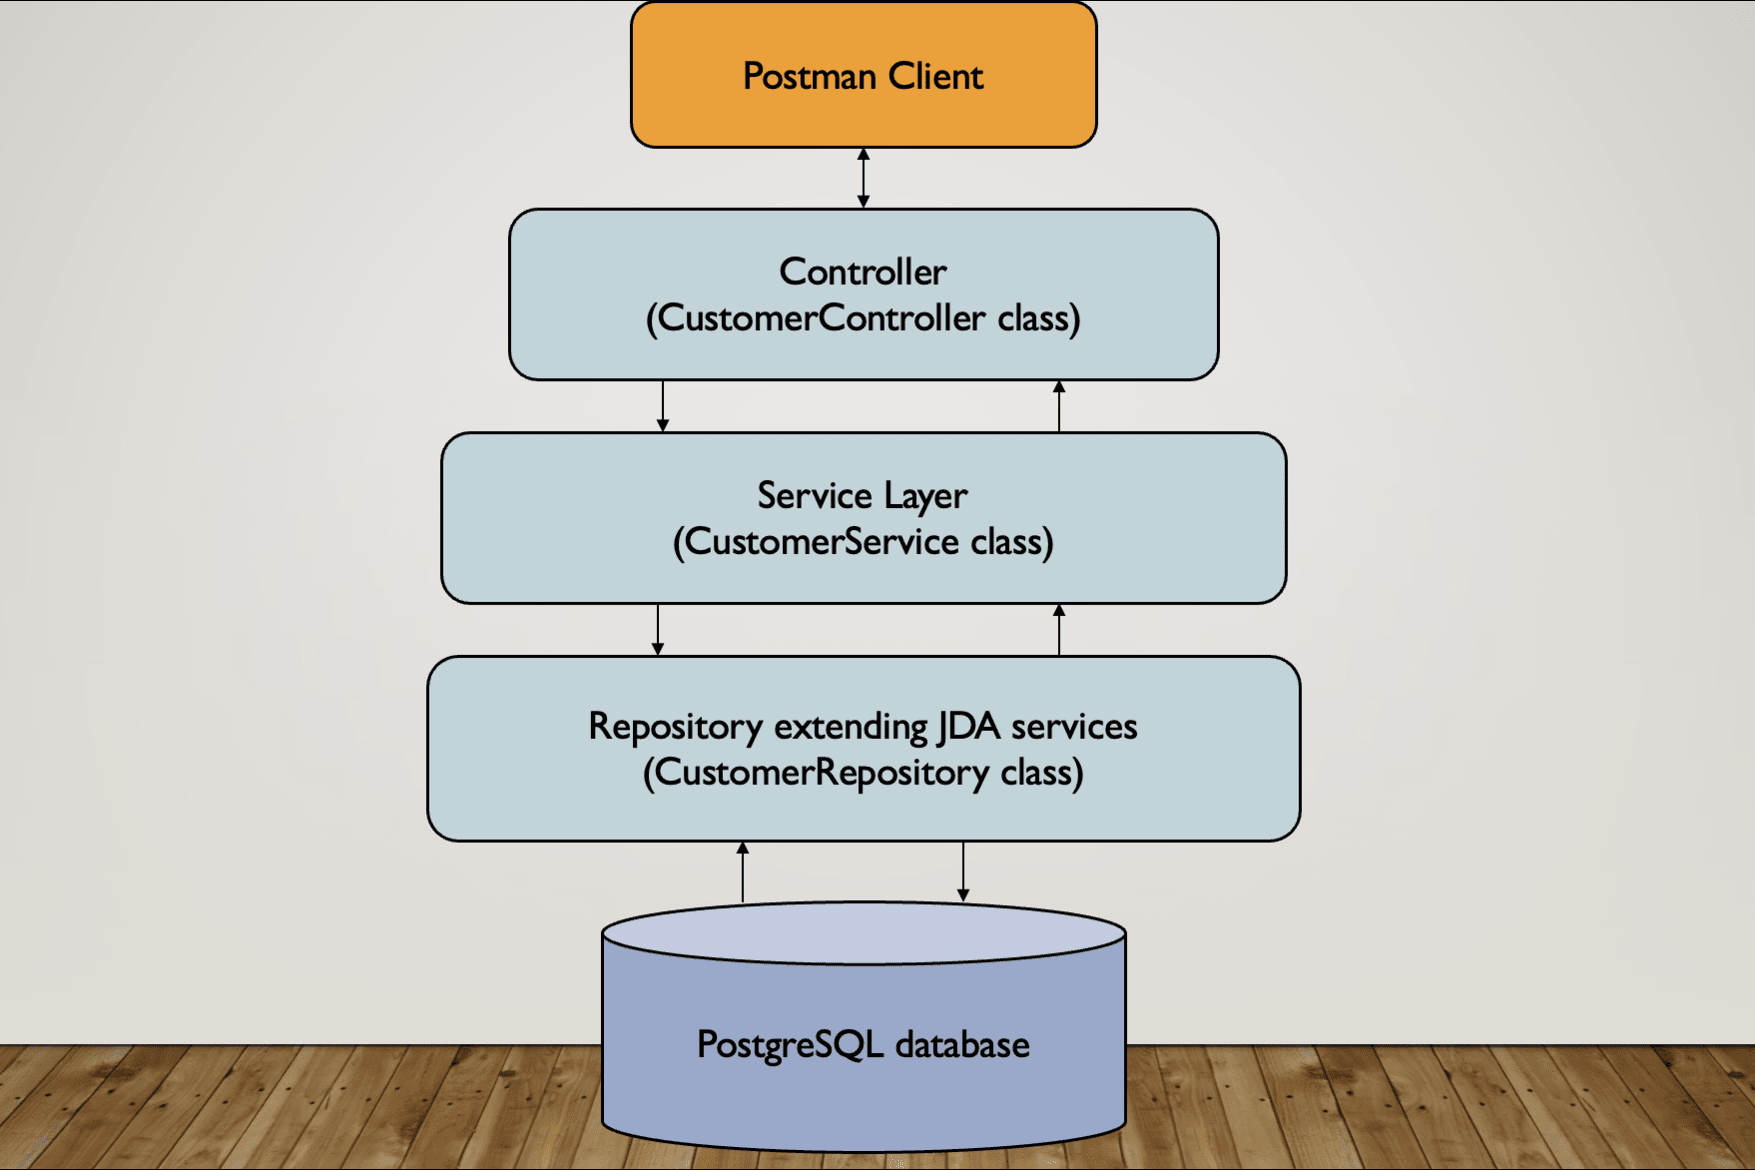 Postman Client
Controller
(CustomerController class)
Service Layer
(CustomerService class)
Repository extending JDA services
(CustomerRepository class)
PostgreSQL database